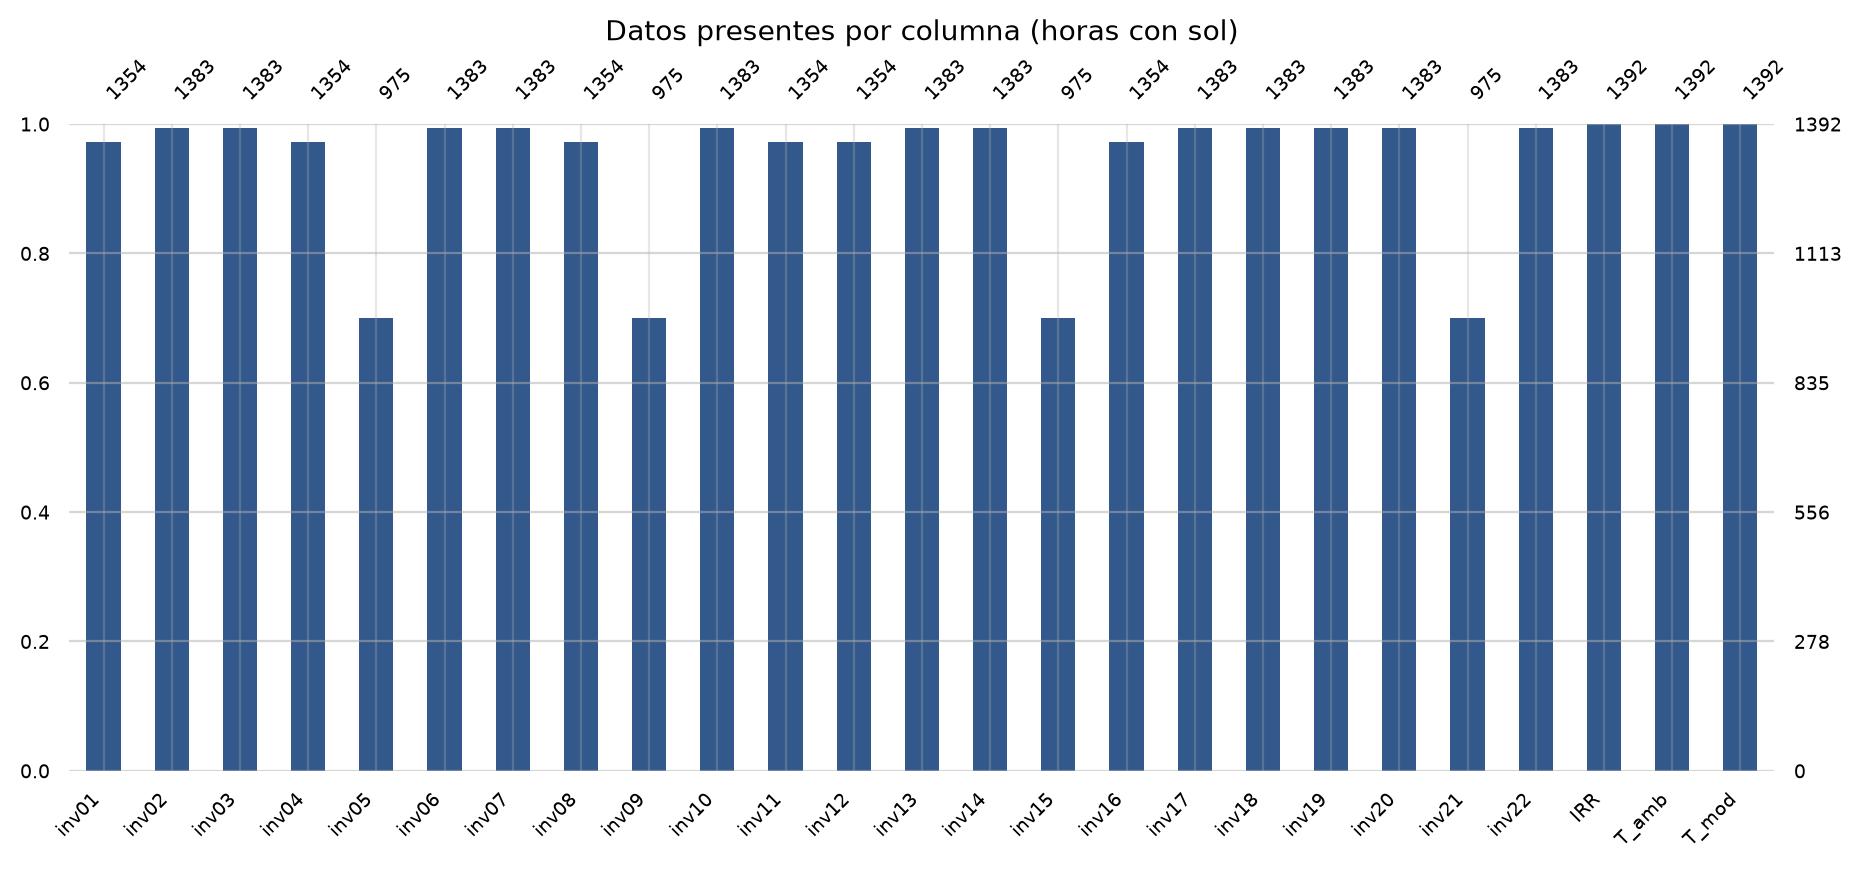 Datos presentes por columna (horas con sol)
1354 1383 1383 1354 975 1383 1383 1354 975 1383 1354 1354 1383 1383 975 1354 1383 1383 1383 1383 975 1383 1392 1392 1392
1.0 1392
0.8 1113
0.6 835
0.4 556
0.2 278
0.0 0
inv01 inv02 inv03 inv04 inv05 inv06 inv07 inv08 inv09 inv10 inv11 inv12 inv13 inv14 inv15 inv16 inv17 inv18 inv19 inv20 inv21 inv22 IRR T_amb T_mod